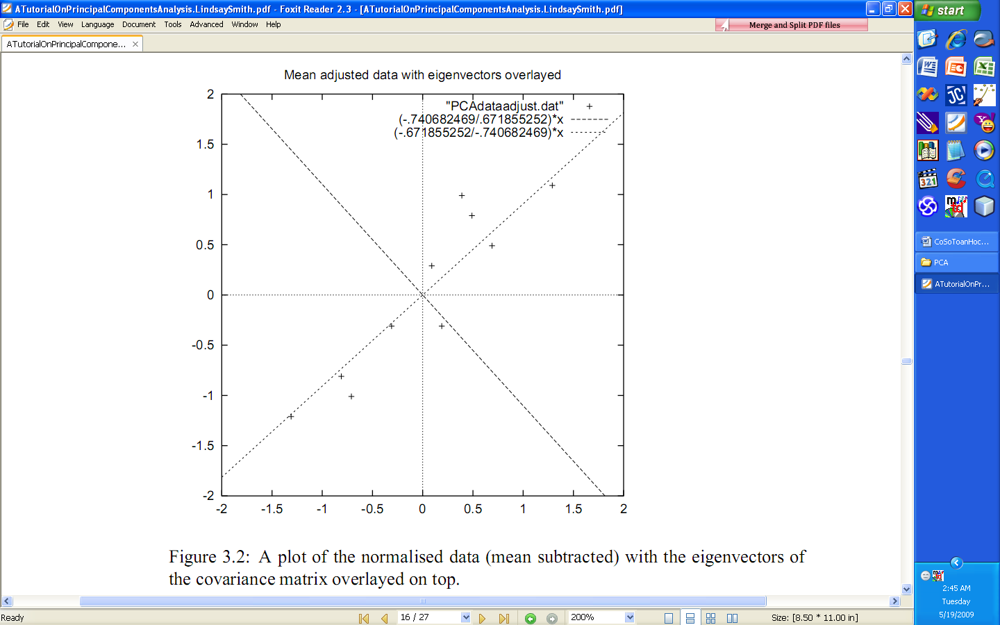 ATutorialOnPrincipalComponentsAnalysis.LindsaySmith.pdf - Foxit Reader 2.3 - [ATutorialOnPrincipalComponentsAnalysis.LindsaySmith.pdf]
start
File Edit View Language Document Tools Advanced Window Help
Merge and Split PDF files
ATutorialOnPrincipalCompone...
Mean adjusted data with eigenvectors overlayed
"PCAdataadjust.dat"
(-.740682469/.671855252)*x
(-.671855252/-.740682469)*x
2
1.5
1
0.5
0
-0.5
-1
-1.5
-2
-2 -1.5 -1 -0.5 0 0.5 1 1.5 2
Figure 3.2: A plot of the normalised data (mean subtracted) with the eigenvectors of
the covariance matrix overlayed on top.
Ready
16 / 27
200%
Size: [8.50 * 11.00 in]
321
CoSoToanHoc...
PCA
ATutorialOnPr...
2:45 AM
Tuesday
5/19/2009